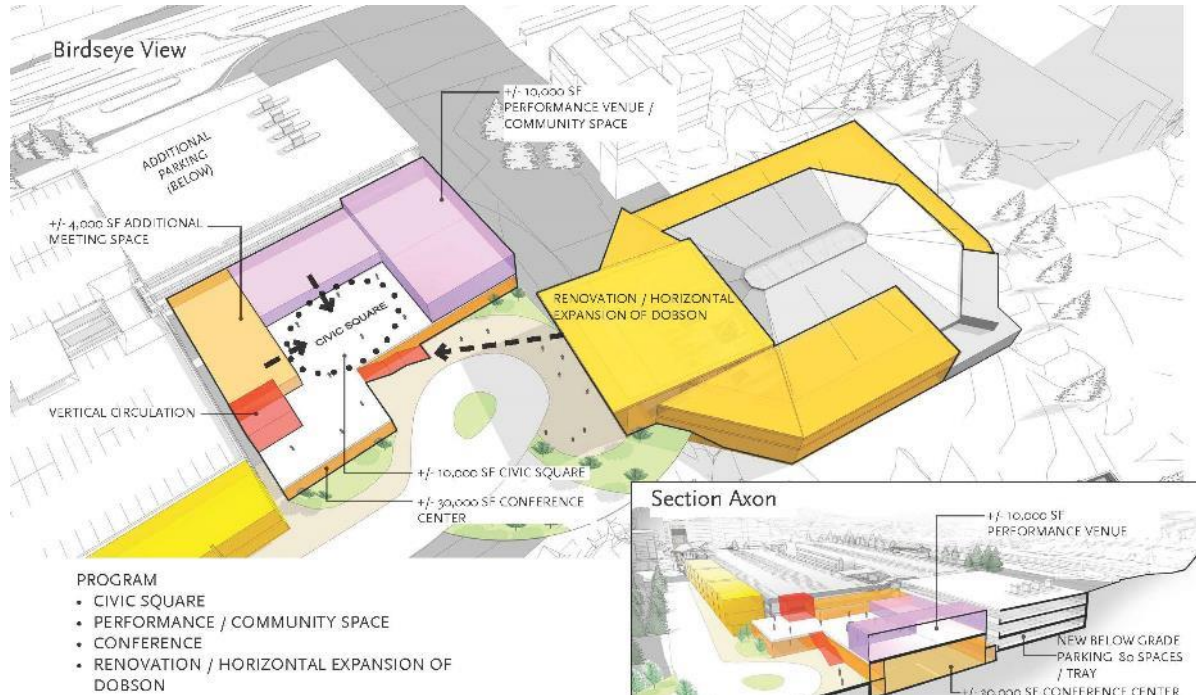 Birdseye View
+/- 10,000 SF
PERFORMANCE VENUE /
COMMUNITY SPACE
ADDITIONAL
PARKING
(BELOW)
+/- 4,000 SF ADDITIONAL
MEETING SPACE
CIVIC SQUARE
RENOVATION / HORIZONTAL
EXPANSION OF DOBSON
VERTICAL CIRCULATION
+/- 10,000 SF CIVIC SQUARE
+/- 30,000 SF CONFERENCE
CENTER
PROGRAM
• CIVIC SQUARE
• PERFORMANCE / COMMUNITY SPACE
• CONFERENCE
• RENOVATION / HORIZONTAL EXPANSION OF
DOBSON
Section Axon
+/- 10,000 SF
PERFORMANCE VENUE
NEW BELOW GRADE
PARKING 80 SPACES
/ TRAY
SF CONFERENCE CENTER